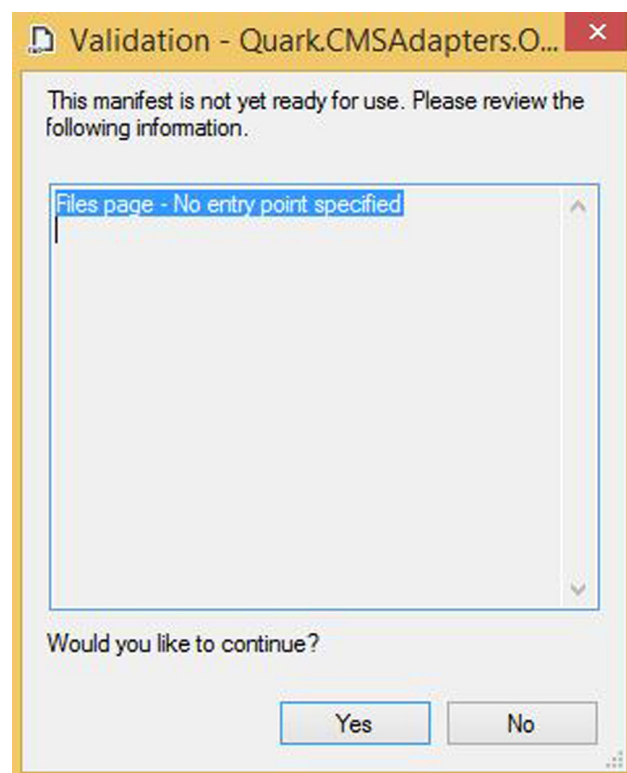 Validation - Quark.CMSAdapters.O...
This manifest is not yet ready for use. Please review the
following information.
Files page - No entry point specified
Would you like to continue?
Yes
No